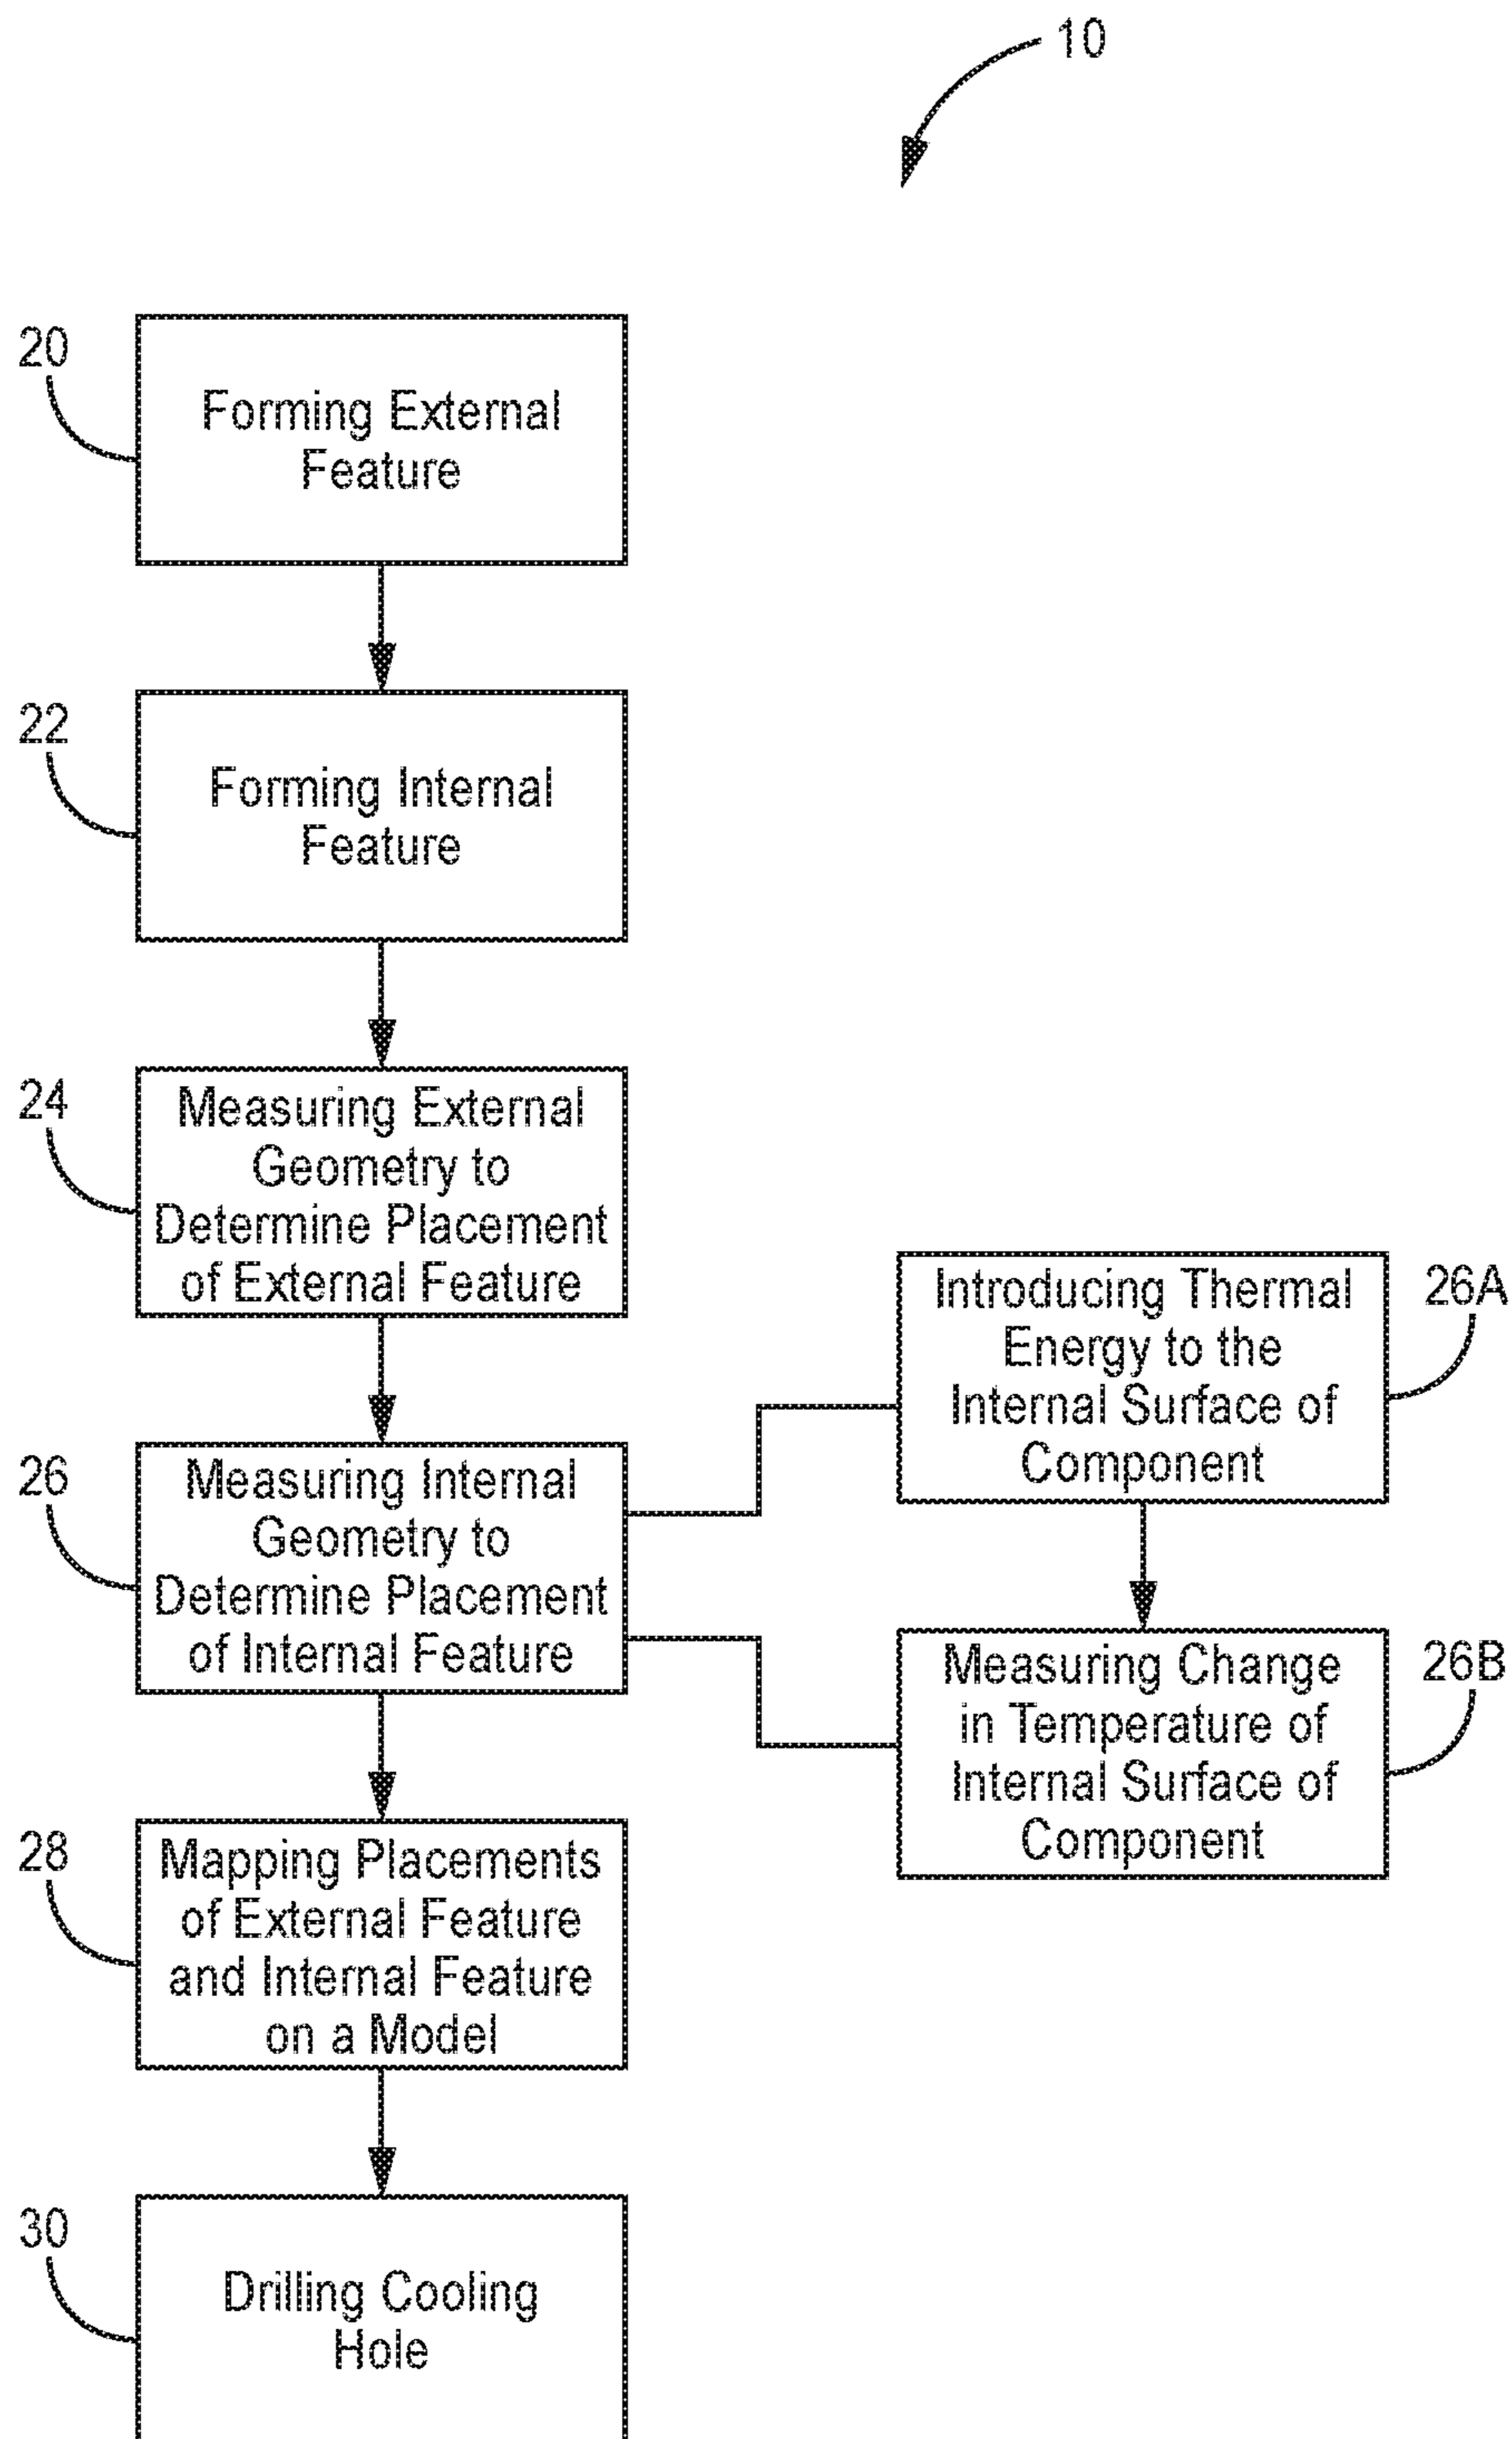 10
20
Forming External
Feature
22
Forming Internal
Feature
24
Measuring External
Geometry to
Determine Placement
of External Feature
26
Measuring Internal
Geometry to
Determine Placement
of Internal Feature
26A
Introducing Thermal
Energy to the
Internal Surface of
Component
26B
Measuring Change
in Temperature of
Internal Surface of
Component
28
Mapping Placements
of External Feature
and Internal Feature
on a Model
30
Drilling Cooling
Hole